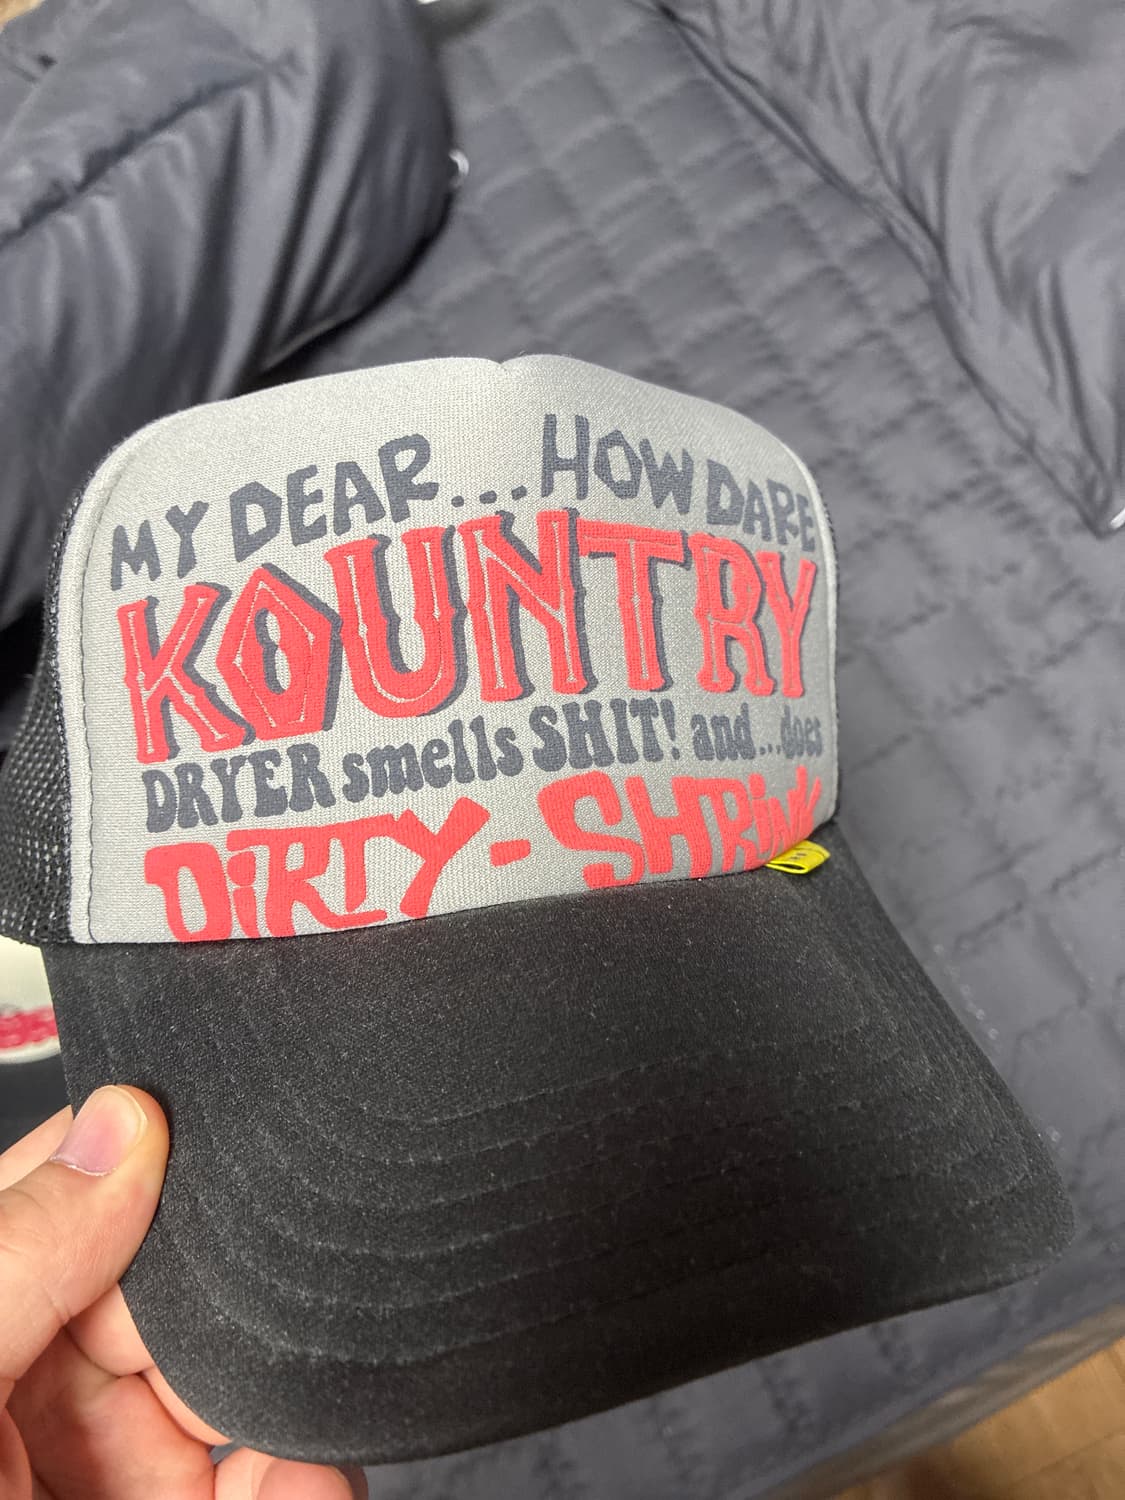 MY DEAR...HOW DARE
KOUNTRY
DRYER smells SHIT! and...does
DiRTY-SHRink